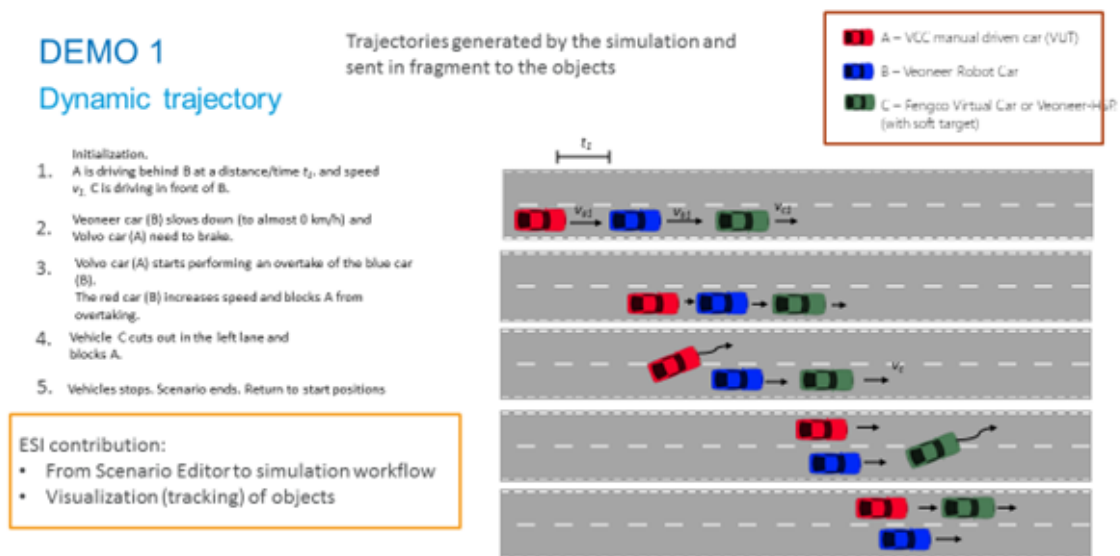 DEMO 1
Dynamic trajectory
Trajectories generated by the simulation and
sent in fragment to the objects
A – VCC manual driven car (VUT)
B – Veoneer Robot Car
C – Fengco Virtual Car or Veoneer-H&P.
(with soft target)
1. Initialization.
A is driving behind B at a distance/time t₁. and speed
v₁. C is driving in front of B.
2. Veoneer car (B) slows down (to almost 0 km/h) and
Volvo car (A) need to brake.
3. Volvo car (A) starts performing an overtake of the blue car
(B).
The red car (B) increases speed and blocks A from
overtaking.
4. Vehicle C cuts out in the left lane and
blocks A.
5. Vehicles stops. Scenario ends. Return to start positions
ESI contribution:
• From Scenario Editor to simulation workflow
• Visualization (tracking) of objects
t₁